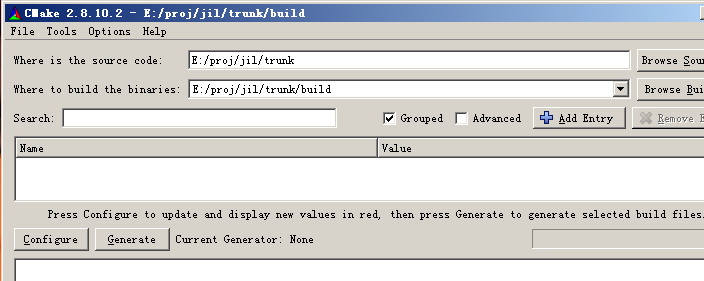 CMake 2.8.10.2 - E:/proj/jil/trunk/build
File Tools Options Help
Where is the source code: E:/proj/jil/trunk Browse Sou
Where to build the binaries: E:/proj/jil/trunk/build Browse Bui
Search: Grouped Advanced Add Entry Remove E
Name Value
Press Configure to update and display new values in red, then press Generate to generate selected build files.
Configure Generate Current Generator: None